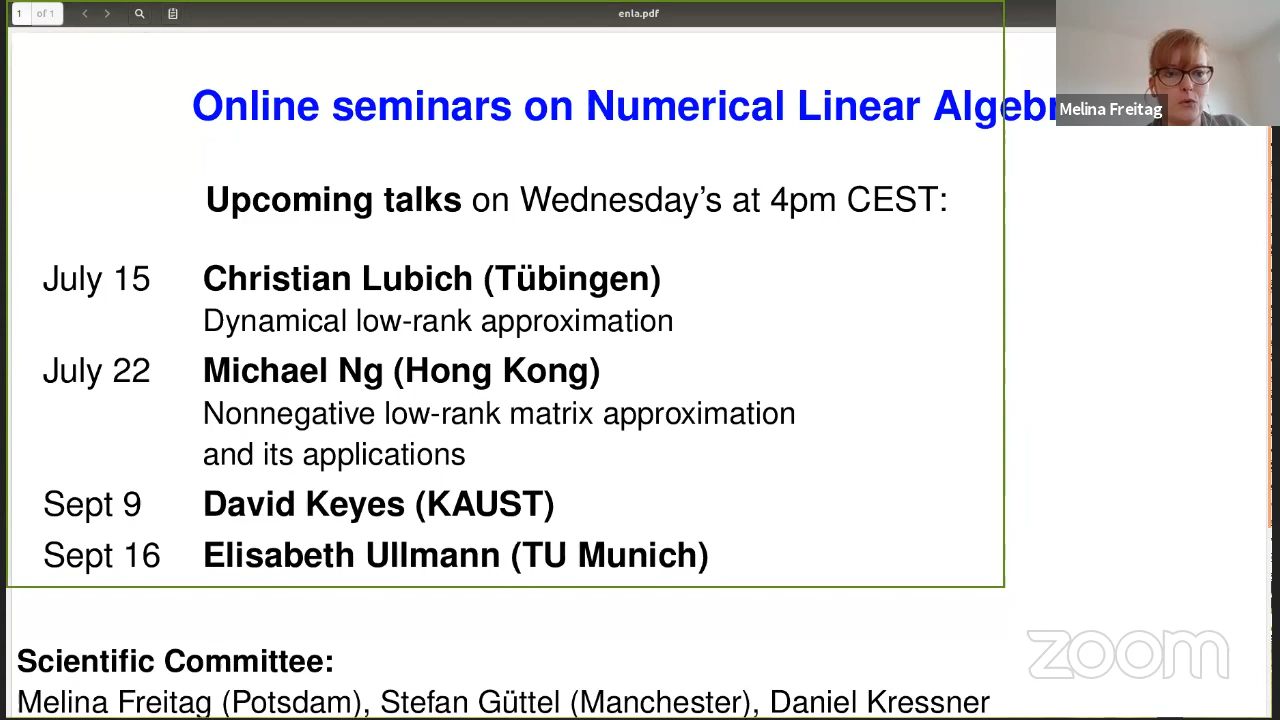 1 of 1
enla.pdf
Online seminars on Numerical Linear Algebr
Melina Freitag
Upcoming talks on Wednesday's at 4pm CEST:
July 15 Christian Lubich (Tübingen)
Dynamical low-rank approximation
July 22 Michael Ng (Hong Kong)
Nonnegative low-rank matrix approximation
and its applications
Sept 9 David Keyes (KAUST)
Sept 16 Elisabeth Ullmann (TU Munich)
zoom
Scientific Committee:
Melina Freitag (Potsdam), Stefan Güttel (Manchester), Daniel Kressner